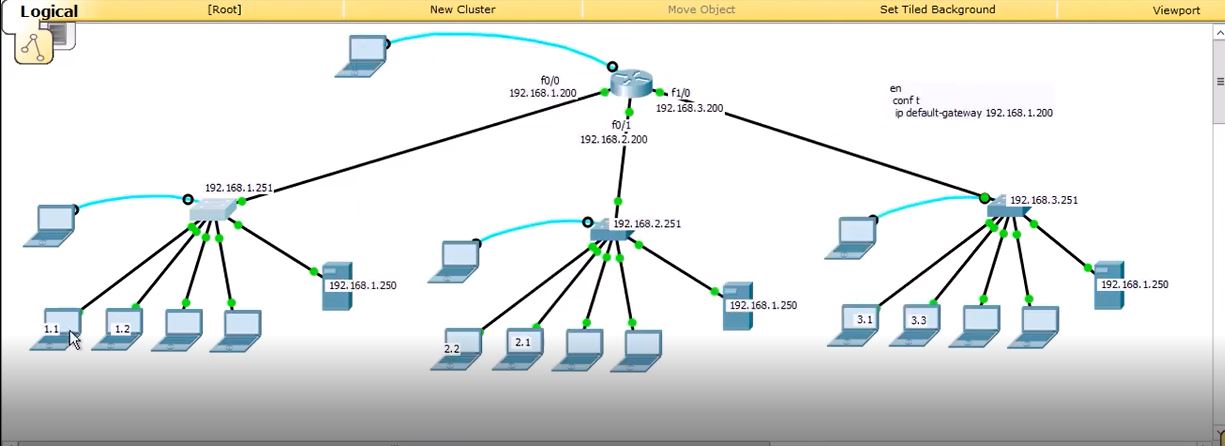 Logical
[Root]
New Cluster
Move Object
Set Tiled Background
Viewport
f0/0
192.168.1.200
f1/0
192.168.3.200
f0/1
192.168.2.200
en
conf t
ip default-gateway 192.168.1.200
192.168.1.251
192.168.2.251
192.168.3.251
192.168.1.250
192.168.1.250
192.168.1.250
1.1
1.2
2.2
2.1
3.1
3.3